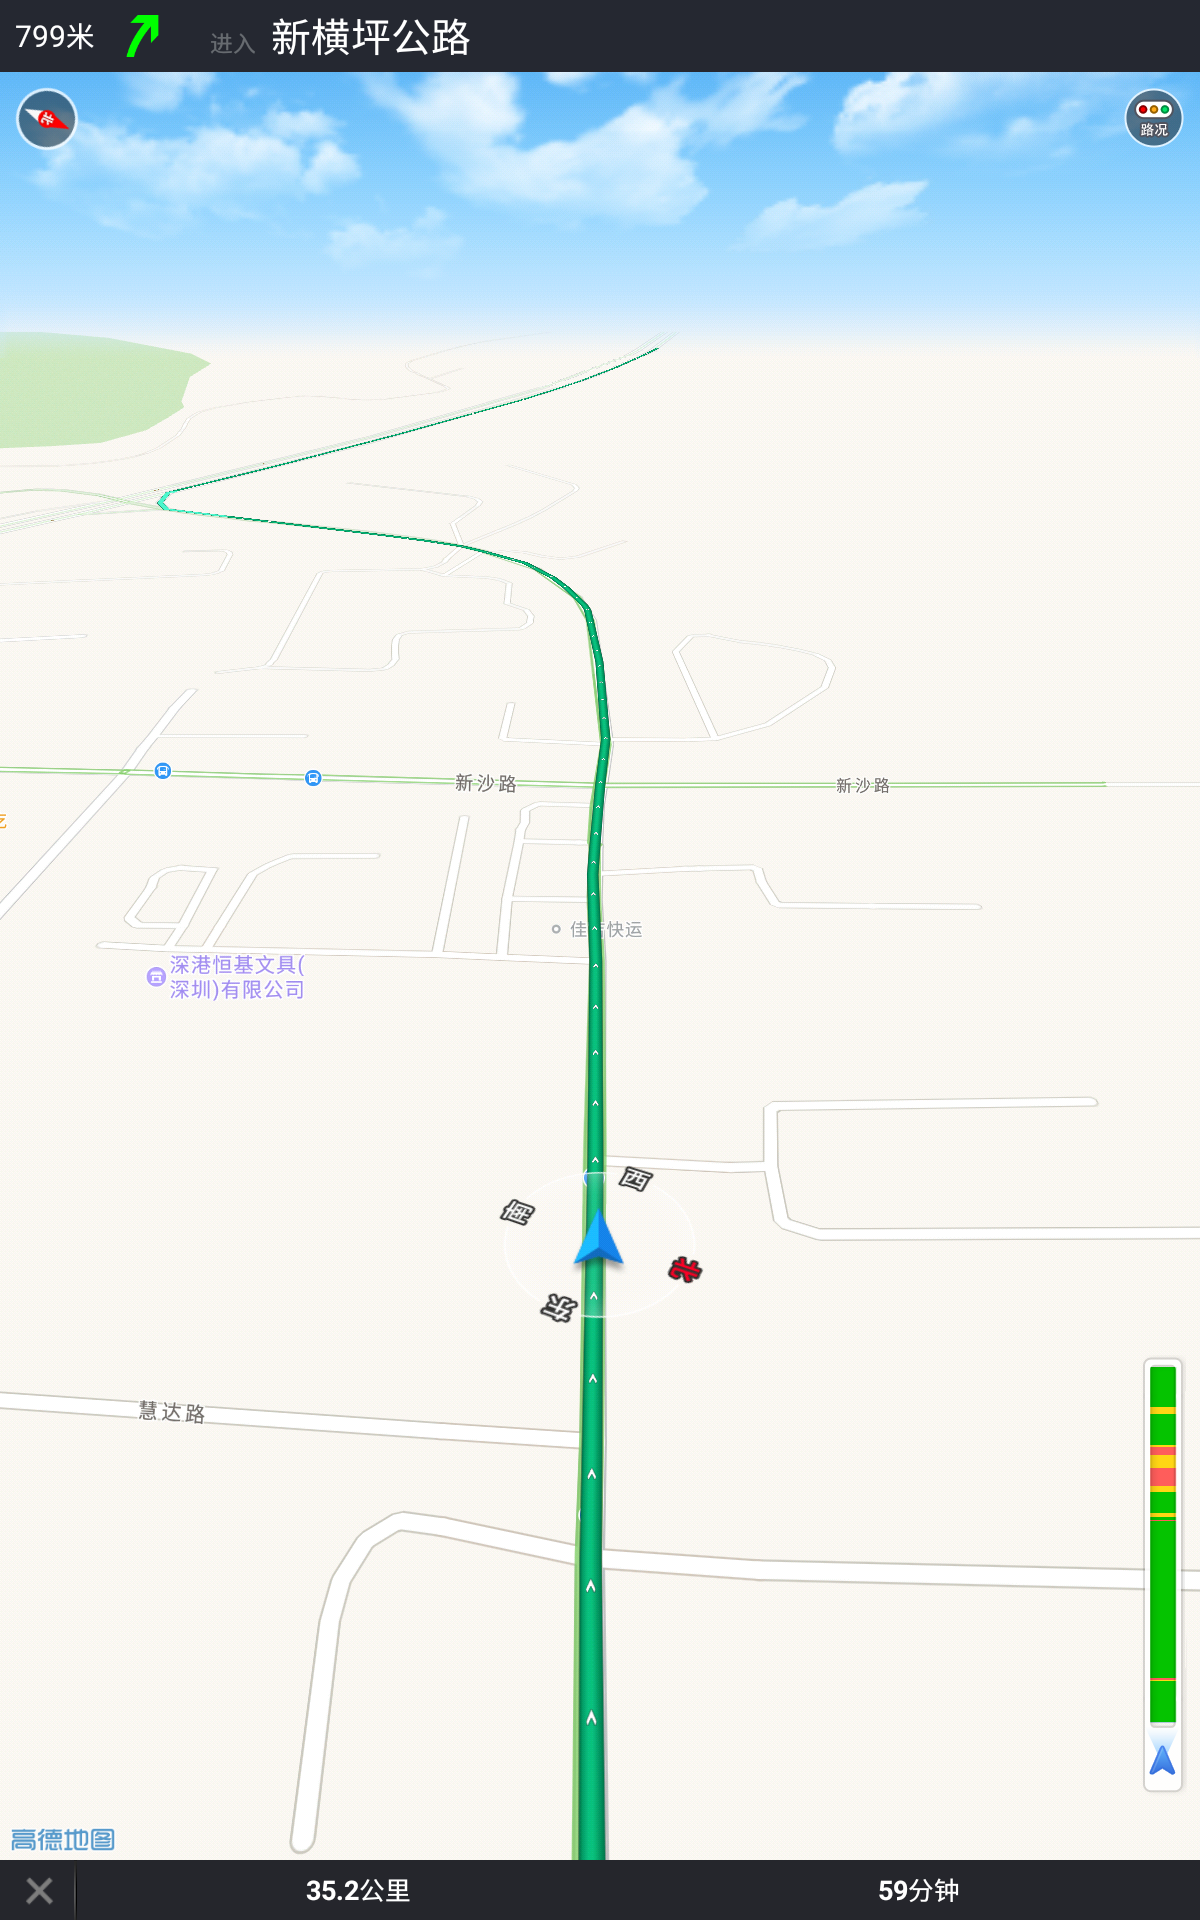 799米
进入 新横坪公路
北
路况
新沙路
新沙路
佳 快运
深港恒基文具(
深圳)有限公司
西
南
北
东
慧达路
高德地图
35.2公里
59分钟